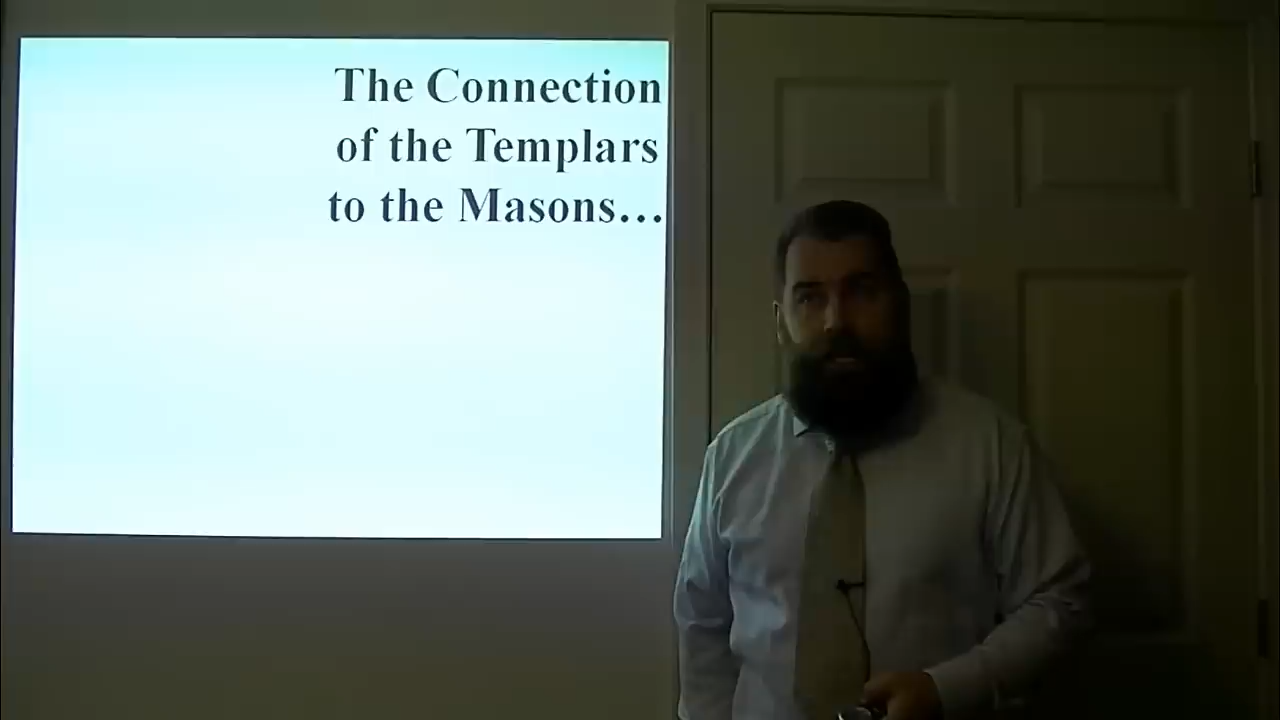 The Connection
of the Templars
to the Masons...